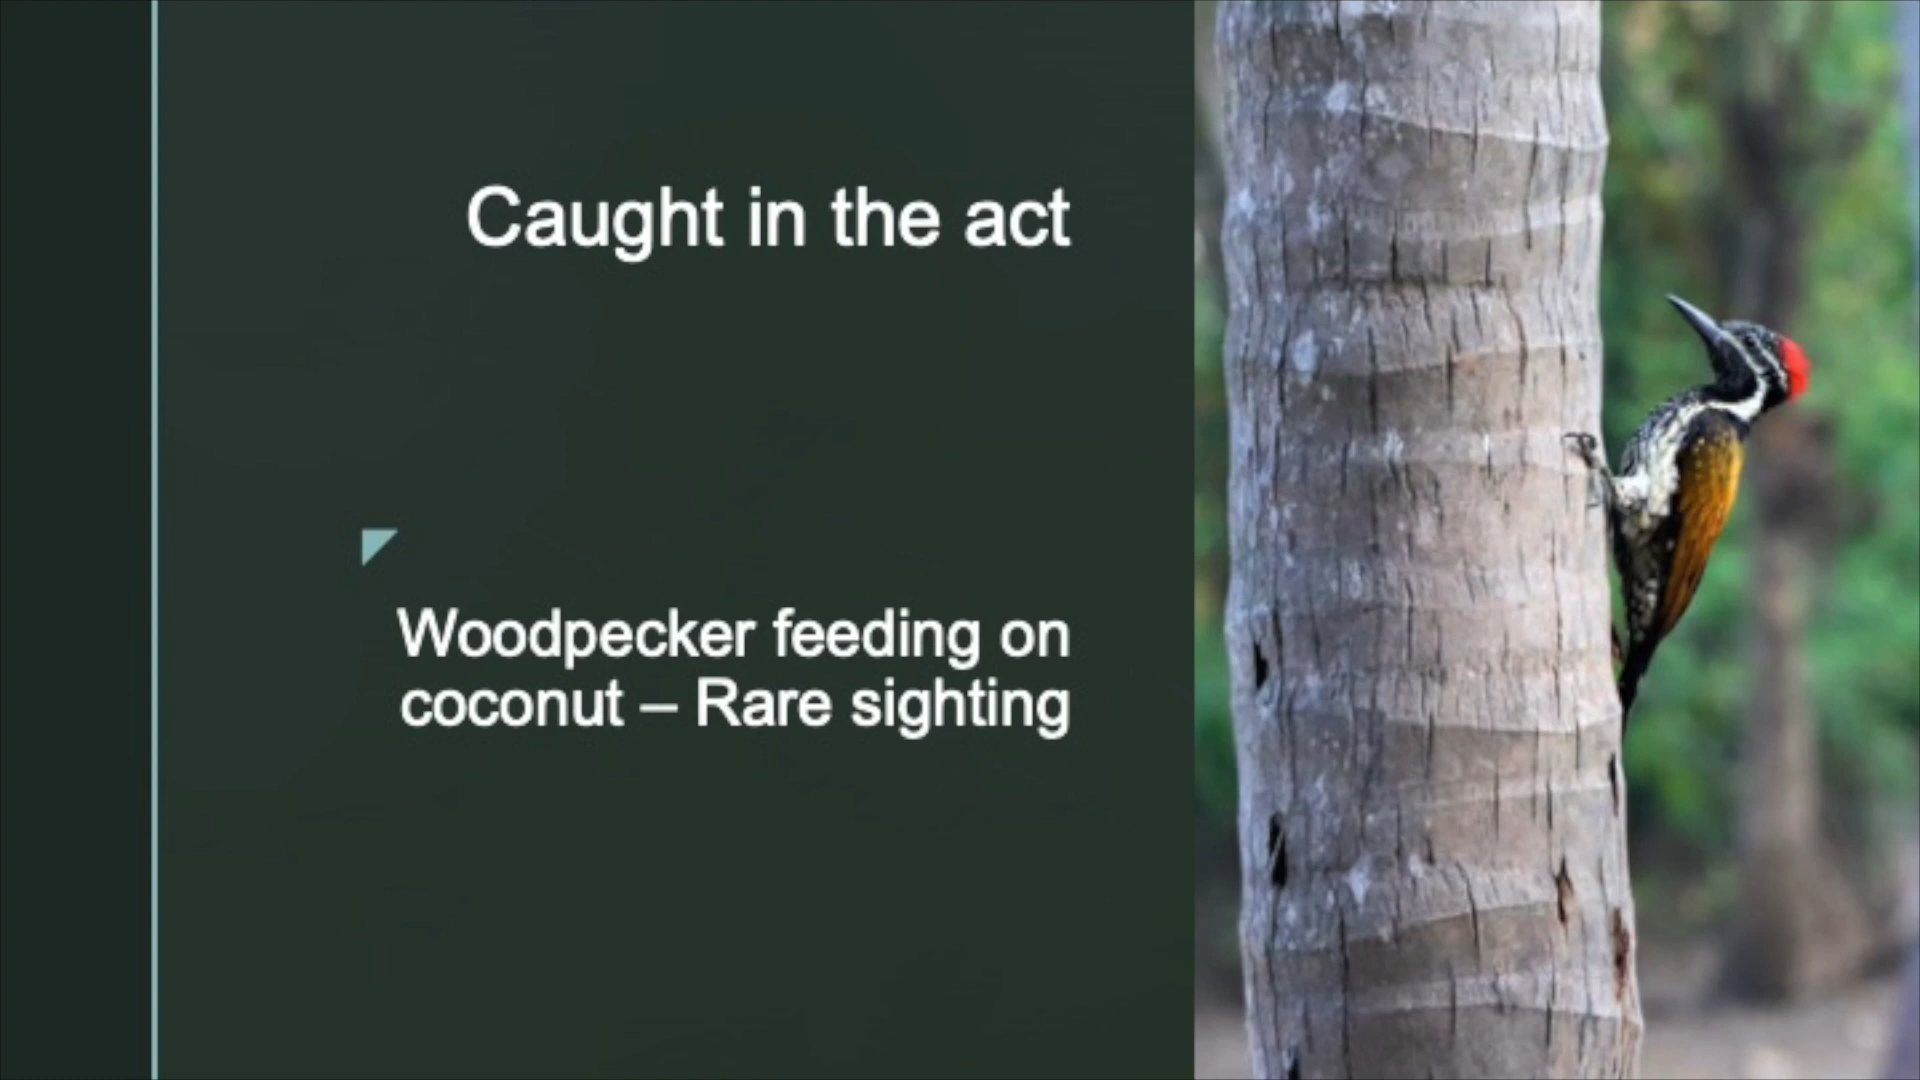 Caught in the act
Woodpecker feeding on
coconut – Rare sighting